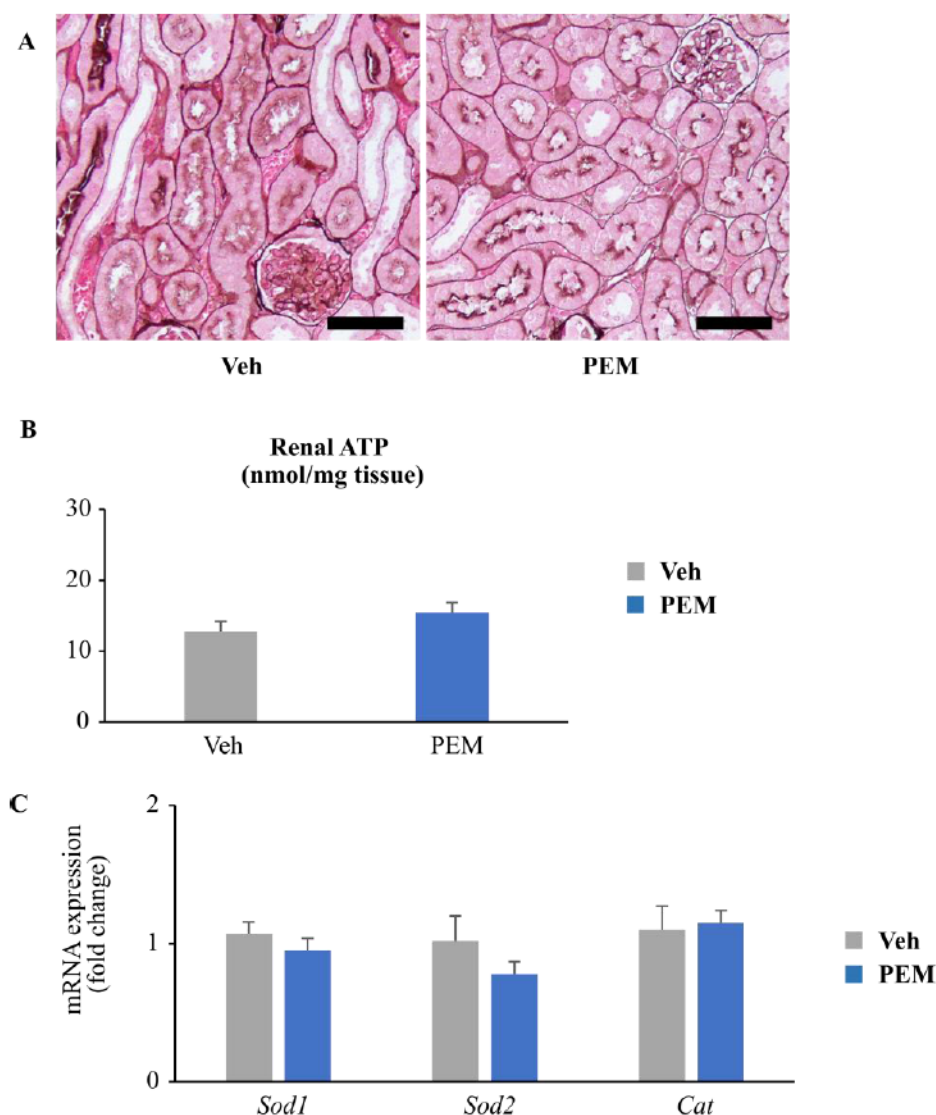 A
Veh PEM
B
Renal ATP
(nmol/mg tissue)
30
20
10
0
Veh PEM
Veh
PEM
C
mRNA expression
(fold change)
2
1
0
Sod1 Sod2 Cat
Veh
PEM